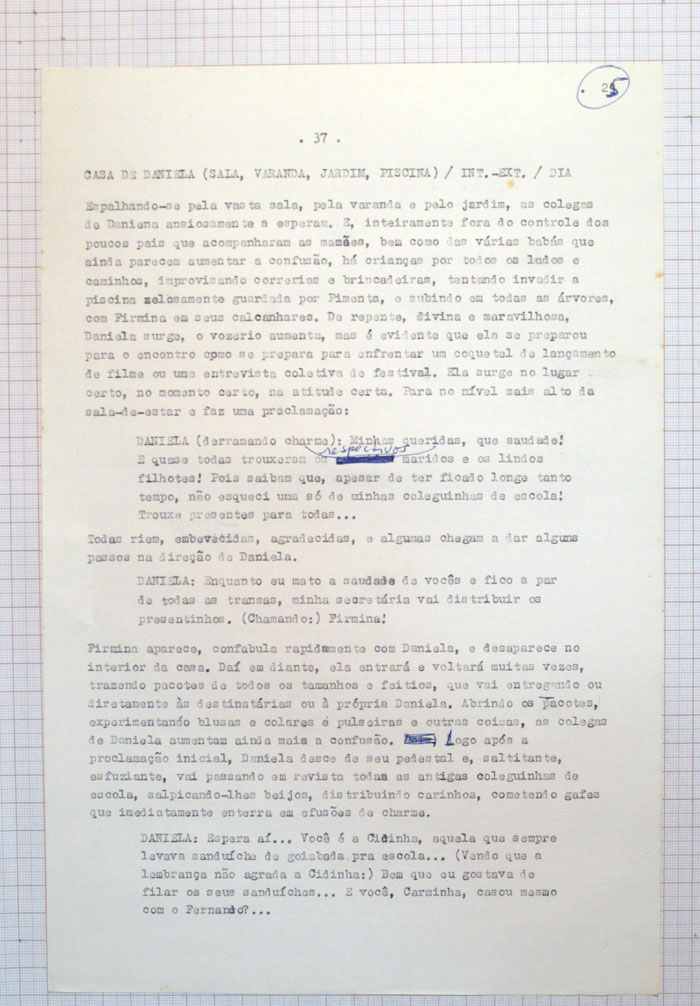 25
. 37 .
CASA DE DANIELA (SALA, VARANDA, JARDIM, PISCINA) / INT.-EXT. / DIA
Espalhando-se pela vasta sala, pela varanda e pelo jardim, as colegas
de Daniena ansiosamente a esperam. E, inteiramente fora do controle dos
poucos pais que acompanharam as mamães, bem como das várias babás que
ainda parecem aumentar a confusão, há crianças por todos os lados e
caminhos, improvisando correrias e brincadeiras, tentando invadir a
piscina zelosamente guardada por Pimenta, e subindo em todas as árvores,
com Firmina em seus calcanhares. De repente, divina e maravilhosa,
Daniela surge, o vozerio aumenta, mas é evidente que ela se preparou
para o encontro como se prepara para enfrentar um coquetel de lançamento
de filme ou uma entrevista coletiva de festival. Ela surge no lugar
certo, no momento certo, na atitude certa. Para no nível mais alto da
sala-de-estar e faz uma proclamação:
DANIELA (derramando charme): Minhas queridas, que saudade!
respectivos
E quase todas trouxeram os maridos e os lindos
filhotes! Pois saibam que, apesar de ter ficado longe tanto
tempo, não esqueci uma só de minhas coleguinhas de escola!
Trouxe presentes para todas...
Todas riem, embevecidas, agradecidas, e algumas chegam a dar alguns
passos na direção de Daniela.
DANIELA: Enquanto eu mato a saudade de vocês e fico a par
de todas as transas, minha secretária vai distribuir os
presentinhos. (Chamando:) Firmina!
Firmina aparece, confabula rapidamente com Daniela, e desaparece no
interior da casa. Daí em diante, ela entrará e voltará muitas vezes,
trazendo pacotes de todos os tamanhos e feitios, que vai entregando ou
diretamente às destinatárias ou à própria Daniela. Abrindo os pacotes,
experimentando blusas e colares e pulseiras e outras coisas, as colegas
de Daniela aumentam ainda mais a confusão. Logo após a
proclamação inicial, Daniela desce de seu pedestal e, saltitante,
esfuziante, vai passando em revista todas as antigas coleguinhas de
escola, salpicando-lhes beijos, distribuindo carinhos, cometendo gafes
que imediatamente enterra em efusões de charme.
DANIELA: Espera aí... Você é a Cidinha, aquela que sempre
levava sanduíche de goiabada pra escola... (Vendo que a
lembrança não agrada a Cidinha:) Bem que eu gostava de
filar os seus sanduíches... E você, Carminha, casou mesmo
com o Fernando?...